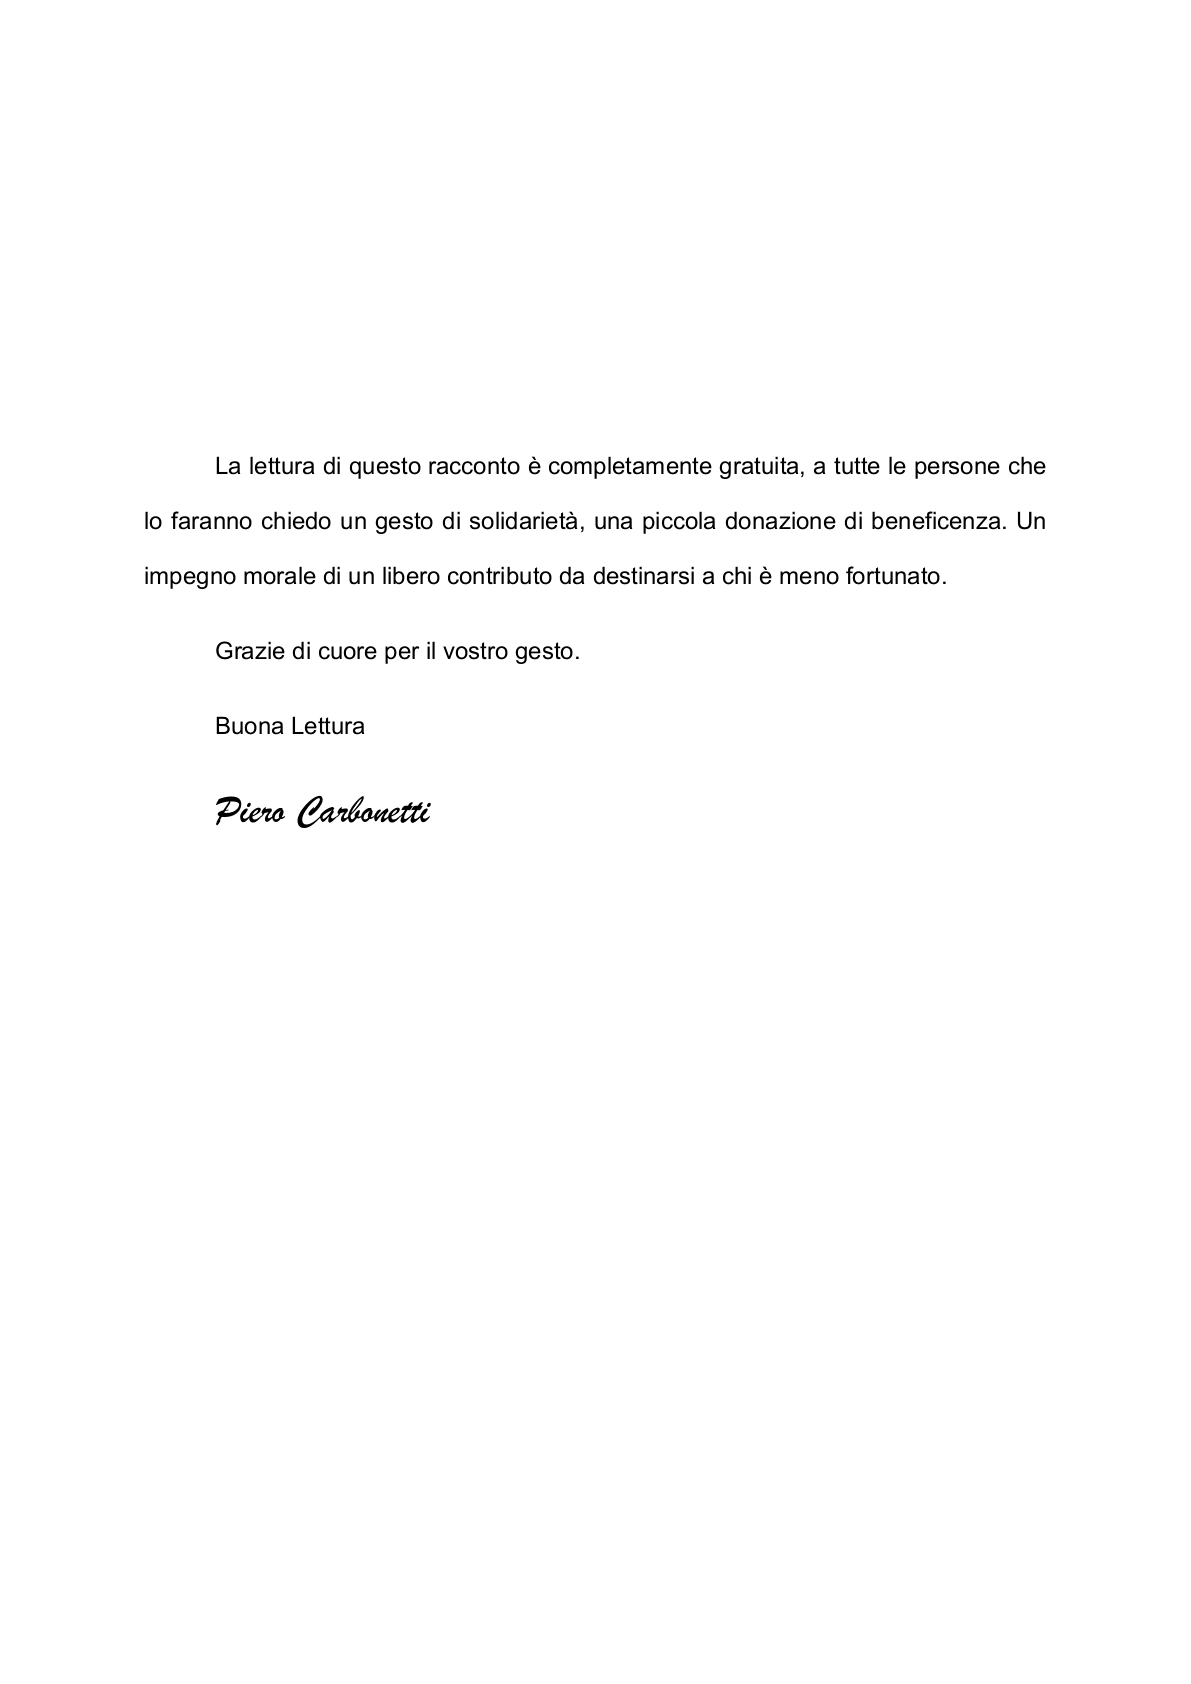 La lettura di questo racconto è completamente gratuita, a tutte le persone che
lo faranno chiedo un gesto di solidarietà, una piccola donazione di beneficenza. Un
impegno morale di un libero contributo da destinarsi a chi è meno fortunato.
Grazie di cuore per il vostro gesto.
Buona Lettura
Piero Carbonetti